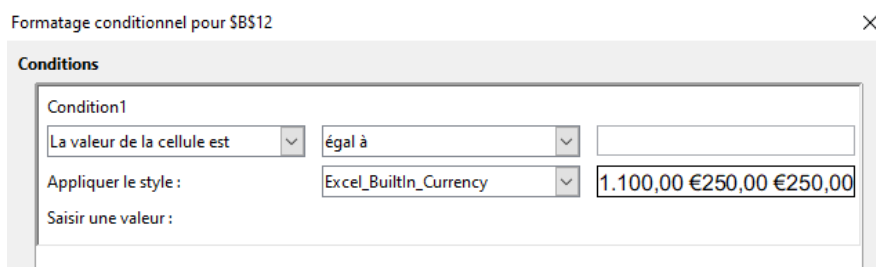 Formatage conditionnel pour $B$12
Conditions
Condition1
La valeur de la cellule est égal à
Appliquer le style : Excel_BuiltIn_Currency 1.100,00 €250,00 €250,00
Saisir une valeur :